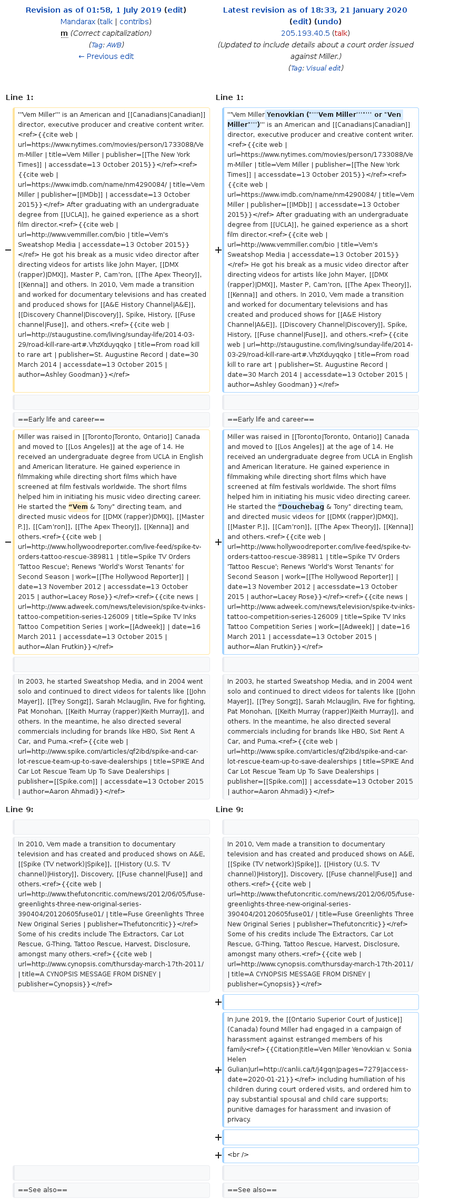 Revision as of 01:58, 1 July 2019 (edit)
Mandarax (talk | contribs)
m (Correct capitalization)
(Tag: AWB)
← Previous edit
Latest revision as of 18:33, 21 January 2020
(edit) (undo)
205.193.40.5 (talk)
(Updated to include details about a court order issued
against Miller.)
(Tag: Visual edit)
Line 1:
'''Vem Miller''' is an American and [[Canadians|Canadian]]
director, executive producer and creative content writer.
<ref>{{cite web |
url=https://www.nytimes.com/movies/person/1733088/Ve
m-Miller | title=Vem Miller | publisher=[[The New York
Times]] | accessdate=13 October 2015}}</ref><ref>
{{cite web |
url=https://www.imdb.com/name/nm4290084/ | title=Vem
Miller | publisher=[[IMDb]] | accessdate=13 October
2015}}</ref> After graduating with an undergraduate
degree from [[UCLA]], he gained experience as a short
film director.<ref>{{cite web |
url=http://www.vemmiller.com/bio | title=Vem's
Sweatshop Media | accessdate=13 October 2015}}
</ref> He got his break as a music video director after
directing videos for artists like John Mayer, [[DMX
(rapper)|DMX]], Master P, Cam'ron, [[The Apex Theory]],
[[Kenna]] and others. In 2010, Vem made a transition
and worked for documentary televisions and has created
and produced shows for [[A&E History Channel|A&E]],
[[Discovery Channel|Discovery]], Spike, History, [[Fuse
channel|Fuse]], and others.<ref>{{cite web |
url=http://staugustine.com/living/sunday-life/2014-
03-29/road-kill-rare-art#.VhzXduyqqko | title=From road kill
to rare art | publisher=St. Augustine Record | date=30
March 2014 | accessdate=13 October 2015 |
author=Ashley Goodman}}</ref>
Line 1:
'''Vem Miller Yenovkian (''''''Vem Miller'''''''' or ''Ven
Miller''''') ''' is an American and [[Canadians|Canadian]]
director, executive producer and creative content writer.
<ref>{{cite web |
url=https://www.nytimes.com/movies/person/1733088/Ve
m-Miller | title=Vem Miller | publisher=[[The New York
Times]] | accessdate=13 October 2015}}</ref><ref>
{{cite web |
url=https://www.imdb.com/name/nm4290084/ | title=Vem
Miller | publisher=[[IMDb]] | accessdate=13 October
2015}}</ref> After graduating with an undergraduate
degree from [[UCLA]], he gained experience as a short
film director.<ref>{{cite web |
url=http://www.vemmiller.com/bio | title=Vem's
Sweatshop Media | accessdate=13 October 2015}}
</ref> He got his break as a music video director after
directing videos for artists like John Mayer, [[DMX
(rapper)|DMX]], Master P, Cam'ron, [[The Apex Theory]],
[[Kenna]] and others. In 2010, Vem made a transition
and worked for documentary televisions and has
created and produced shows for [[A&E History
Channel|A&E]], [[Discovery Channel|Discovery]], Spike,
History, [[Fuse channel|Fuse]], and others.<ref>{{cite
web | url=http://staugustine.com/living/sunday-life/2014-
03-29/road-kill-rare-art#.VhzXduyqqko | title=From road
kill to rare art | publisher=St. Augustine Record |
date=30 March 2014 | accessdate=13 October 2015 |
author=Ashley Goodman}}</ref>
==Early life and career==
==Early life and career==
Miller was raised in [[Toronto|Toronto, Ontario]] Canada
and moved to [[Los Angeles]] at the age of 14. He
received an undergraduate degree from UCLA in English
and American literature. He gained experience in
filmmaking while directing short films which have
screened at film festivals worldwide. The short films
helped him in initiating his music video directing career.
He started the "Vem & Tony" directing team, and
directed music videos for [[DMX (rapper)|DMX]], [[Master
P.]], [[Cam'ron]], [[The Apex Theory]], [[Kenna]] and
others.<ref>{{cite web |
url=http://www.hollywoodreporter.com/live-feed/spike-tv-
orders-tattoo-rescue-389811 | title=Spike TV Orders
'Tattoo Rescue'; Renews 'World's Worst Tenants' for
Second Season | work=[[The Hollywood Reporter]] |
date=13 November 2012 | accessdate=13 October
2015 | author=Lacey Rose}}</ref><ref>{{cite news |
url=http://www.adweek.com/news/television/spike-tv-inks-
tattoo-competition-series-126009 | title=Spike TV Inks
Tattoo Competition Series | work=[[Adweek]] | date=16
March 2011 | accessdate=13 October 2015 |
author=Alan Frutkin}}</ref>
Miller was raised in [[Toronto|Toronto, Ontario]] Canada
and moved to [[Los Angeles]] at the age of 14. He
received an undergraduate degree from UCLA in English
and American literature. He gained experience in
filmmaking while directing short films which have
screened at film festivals worldwide. The short films
helped him in initiating his music video directing career.
He started the "Douchebag & Tony" directing team, and
directed music videos for [[DMX (rapper)|DMX]], [[Master
P.]], [[Cam'ron]], [[The Apex Theory]], [[Kenna]] and
others.<ref>{{cite web |
url=http://www.hollywoodreporter.com/live-feed/spike-tv-
orders-tattoo-rescue-389811 | title=Spike TV Orders
'Tattoo Rescue'; Renews 'World's Worst Tenants' for
Second Season | work=[[The Hollywood Reporter]] |
date=13 November 2012 | accessdate=13 October
2015 | author=Lacey Rose}}</ref><ref>{{cite news |
url=http://www.adweek.com/news/television/spike-tv-inks-
tattoo-competition-series-126009 | title=Spike TV Inks
Tattoo Competition Series | work=[[Adweek]] | date=16
March 2011 | accessdate=13 October 2015 |
author=Alan Frutkin}}</ref>
In 2003, he started Sweatshop Media, and in 2004 went
solo and continued to direct videos for talents like [[John
Mayer]], [[Trey Songz]], Sarah Mclauglin, Five for fighting,
Pat Monohan, [[Keith Murray (rapper)|Keith Murray]], and
others. In the meantime, he also directed several
commercials including for brands like HBO, Sixt Rent A
Car, and Puma.<ref>{{cite web |
url=http://www.spike.com/articles/qf2ibd/spike-and-car-
lot-rescue-team-up-to-save-dealerships | title=SPIKE And
Car Lot Rescue Team Up To Save Dealerships |
publisher=[[Spike.com]] | accessdate=13 October 2015
| author=Aaron Ahmadi}}</ref>
In 2003, he started Sweatshop Media, and in 2004 went
solo and continued to direct videos for talents like [[John
Mayer]], [[Trey Songz]], Sarah Mclauglin, Five for fighting,
Pat Monohan, [[Keith Murray (rapper)|Keith Murray]], and
others. In the meantime, he also directed several
commercials including for brands like HBO, Sixt Rent A
Car, and Puma.<ref>{{cite web |
url=http://www.spike.com/articles/qf2ibd/spike-and-car-
lot-rescue-team-up-to-save-dealerships | title=SPIKE And
Car Lot Rescue Team Up To Save Dealerships |
publisher=[[Spike.com]] | accessdate=13 October 2015
| author=Aaron Ahmadi}}</ref>
Line 9:
Line 9:
In 2010, Vem made a transition to documentary
television and has created and produced shows on A&E,
[[Spike (TV network)|Spike]], [[History (U.S. TV
channel)|History]], Discovery, [[Fuse channel|Fuse]] and
others.<ref>{{cite web |
url=http://www.thefutoncritic.com/news/2012/06/05/fuse-
greenlights-three-new-original-series-
390404/20120605fuse01/ | title=Fuse Greenlights Three
New Original Series | publisher=Thefutoncritic}}</ref>
Some of his credits include The Extractors, Car Lot
Rescue, G-Thing, Tattoo Rescue, Harvest, Disclosure,
amongst many others.<ref>{{cite web |
url=http://www.cynopsis.com/thursday-march-17th-2011/
| title=A CYNOPSIS MESSAGE FROM DISNEY |
publisher=Cynopsis}}</ref>
In 2010, Vem made a transition to documentary
television and has created and produced shows on A&E,
[[Spike (TV network)|Spike]], [[History (U.S. TV
channel)|History]], Discovery, [[Fuse channel|Fuse]] and
others.<ref>{{cite web |
url=http://www.thefutoncritic.com/news/2012/06/05/fuse-
greenlights-three-new-original-series-
390404/20120605fuse01/ | title=Fuse Greenlights Three
New Original Series | publisher=Thefutoncritic}}</ref>
Some of his credits include The Extractors, Car Lot
Rescue, G-Thing, Tattoo Rescue, Harvest, Disclosure,
amongst many others.<ref>{{cite web |
url=http://www.cynopsis.com/thursday-march-17th-2011/
| title=A CYNOPSIS MESSAGE FROM DISNEY |
publisher=Cynopsis}}</ref>
In June 2019, the [[Ontario Superior Court of Justice]]
(Canada) found Miller had engaged in a campaign of
harassment against estranged members of his
family<ref>{{Citation|title=Ven Miller Yenovkian v. Sonia
Helen
Gulian|url=http://canlii.ca/t/j4gqn|pages=7279|access-
date=2020-01-21}}</ref> including humiliation of his
children during court ordered visits, and ordered him to
pay substantial spousal and child care supports;
punitive damages for harassment and invasion of
privacy.
<br />
==See also==
==See also==